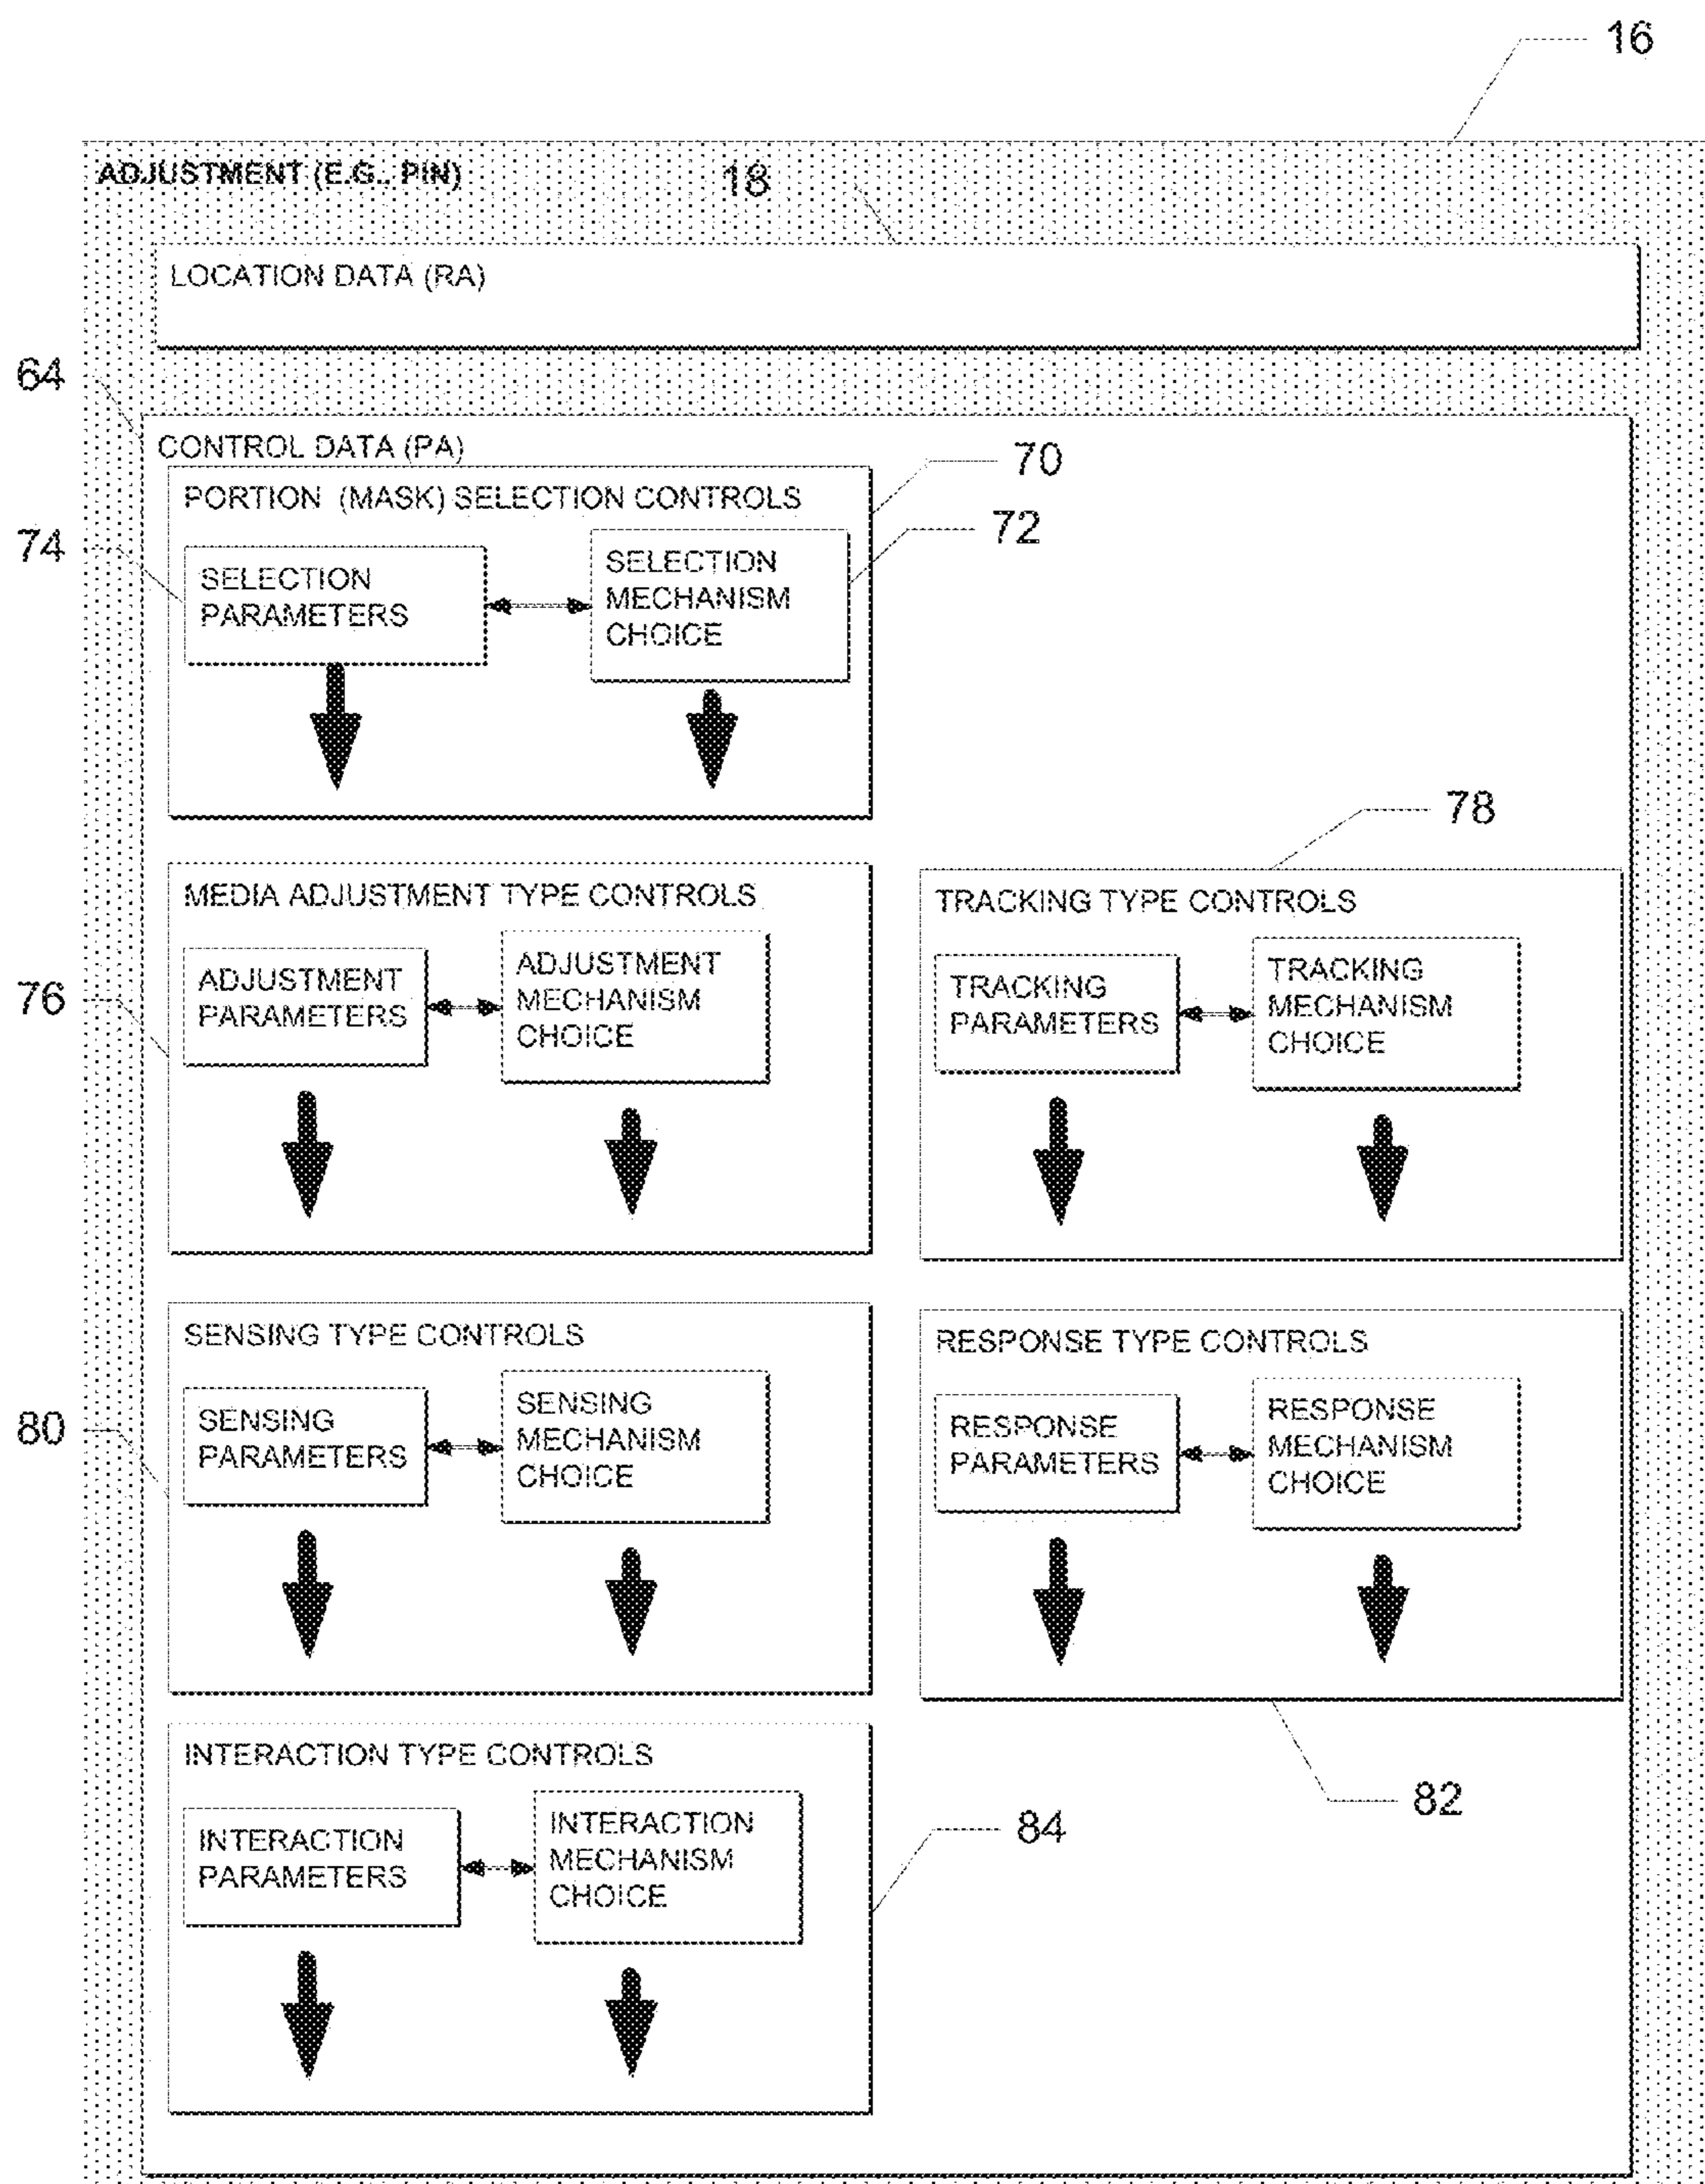 16
ADJUSTMENT (E.G., PIN)
18
LOCATION DATA (RA)
64
CONTROL DATA (PA)
70
PORTION (MASK) SELECTION CONTROLS
72
74
SELECTION
PARAMETERS
SELECTION
MECHANISM
CHOICE
78
MEDIA ADJUSTMENT TYPE CONTROLS
76
ADJUSTMENT
PARAMETERS
ADJUSTMENT
MECHANISM
CHOICE
TRACKING TYPE CONTROLS
TRACKING
PARAMETERS
TRACKING
MECHANISM
CHOICE
SENSING TYPE CONTROLS
80
SENSING
PARAMETERS
SENSING
MECHANISM
CHOICE
RESPONSE TYPE CONTROLS
RESPONSE
PARAMETERS
RESPONSE
MECHANISM
CHOICE
82
INTERACTION TYPE CONTROLS
84
INTERACTION
PARAMETERS
INTERACTION
MECHANISM
CHOICE